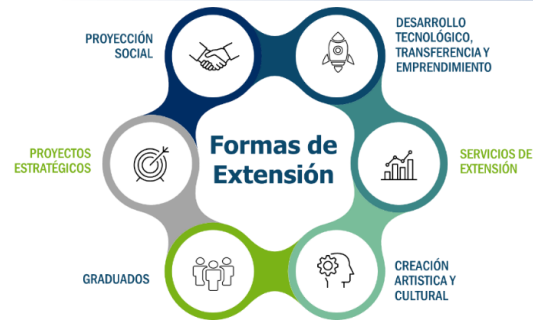 PROYECCIÓN
SOCIAL
DESARROLLO
TECNOLÓGICO,
TRANSFERENCIA Y
EMPRENDIMIENTO
PROYECTOS
ESTRATÉGICOS
Formas de
Extensión
SERVICIOS DE
EXTENSIÓN
GRADUADOS
CREACIÓN
ARTISTICA Y
CULTURAL